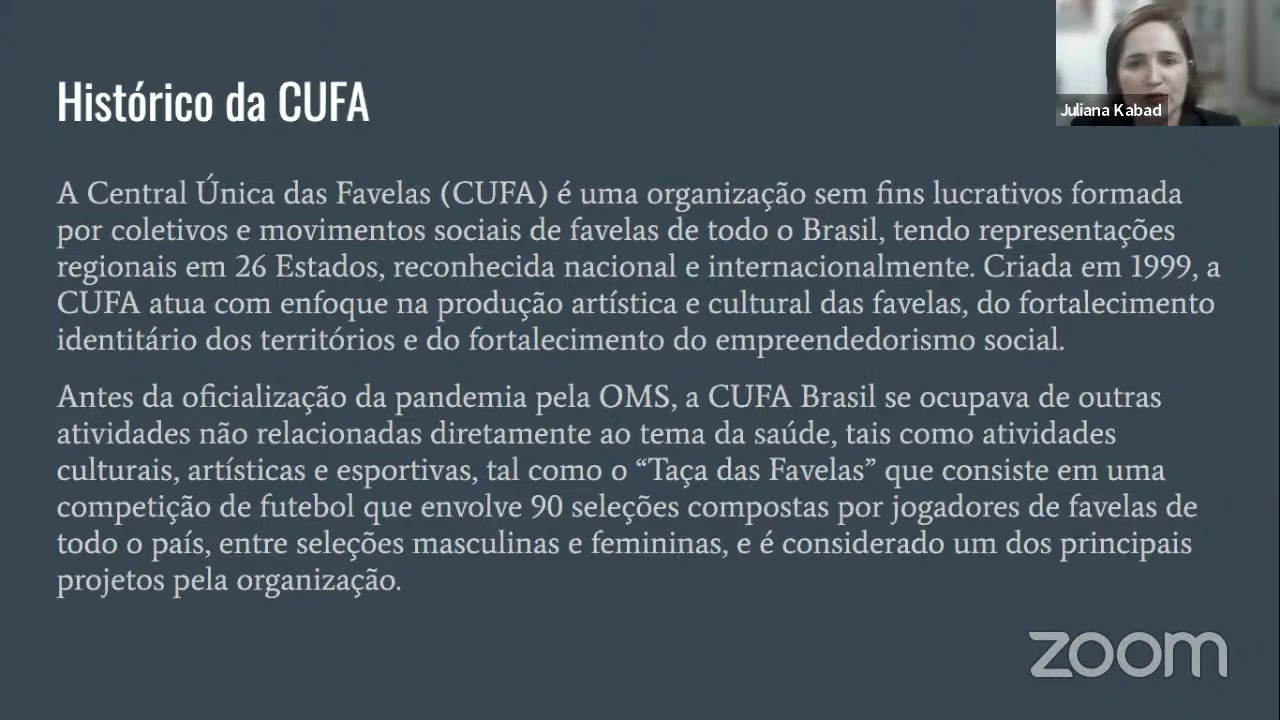 Histórico da CUFA
Juliana Kabad
A Central Única das Favelas (CUFA) é uma organização sem fins lucrativos formada
por coletivos e movimentos sociais de favelas de todo o Brasil, tendo representações
regionais em 26 Estados, reconhecida nacional e internacionalmente. Criada em 1999, a
CUFA atua com enfoque na produção artística e cultural das favelas, do fortalecimento
identitário dos territórios e do fortalecimento do empreendedorismo social.
Antes da oficialização da pandemia pela OMS, a CUFA Brasil se ocupava de outras
atividades não relacionadas diretamente ao tema da saúde, tais como atividades
culturais, artísticas e esportivas, tal como o “Taça das Favelas” que consiste em uma
competição de futebol que envolve 90 seleções compostas por jogadores de favelas de
todo o país, entre seleções masculinas e femininas, e é considerado um dos principais
projetos pela organização.
zoom